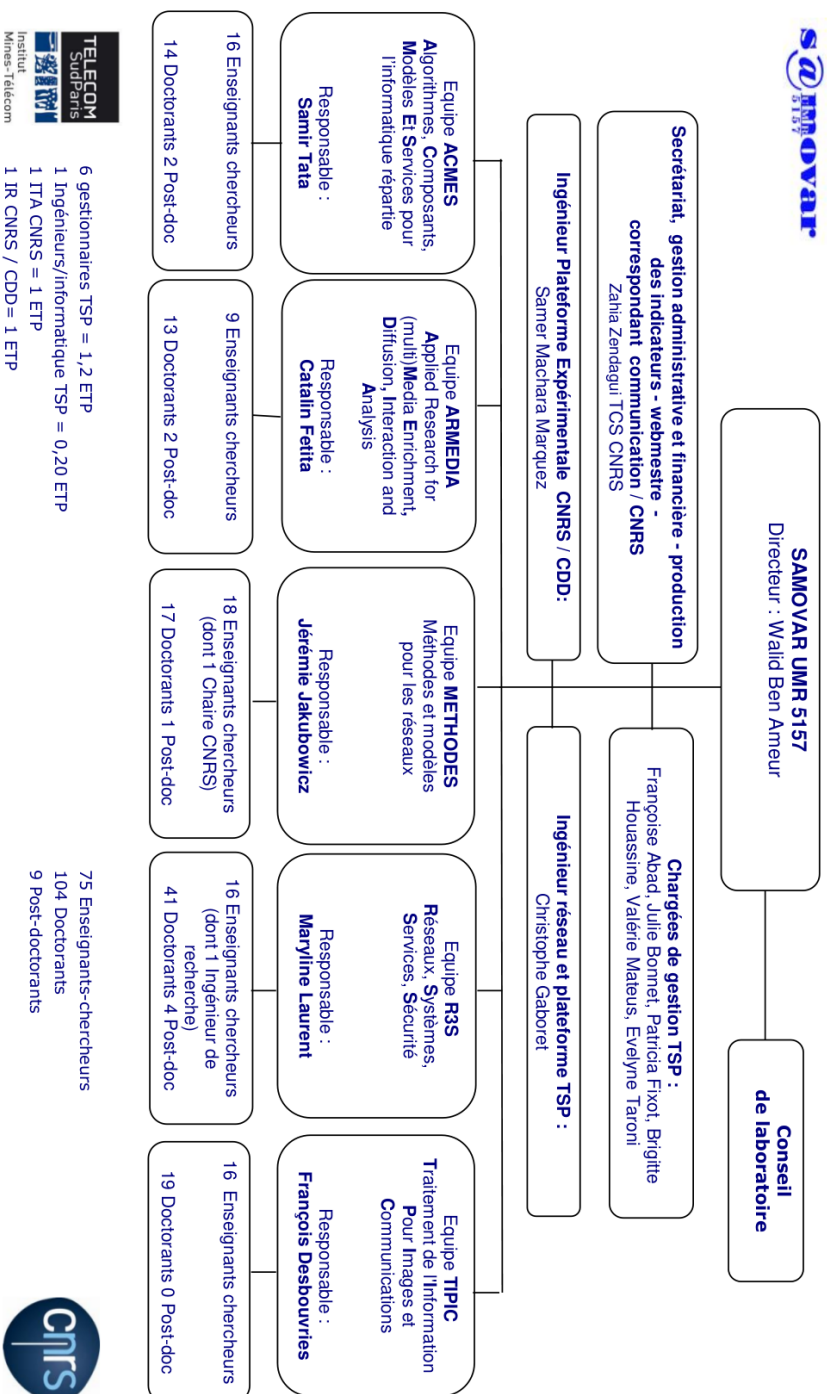 s@movar
UMR
5157
SAMOVAR UMR 5157
Directeur : Walid Ben Ameur
Conseil
de laboratoire
Secrétariat, gestion administrative et financière - production
des indicateurs - webmestre -
correspondant communication / CNRS
Zahia Zendagui TCS CNRS
Chargées de gestion TSP :
Françoise Abad, Julie Bonnet, Patricia Fixot, Brigitte
Houassine, Valérie Mateus, Evelyne Taroni
Ingénieur Plateforme Expérimentale CNRS / CDD:
Samer Machara Marquez
Ingénieur réseau et plateforme TSP :
Christophe Gaboret
Equipe ACMES
Algorithmes, Composants,
Modèles Et Services pour
l'informatique répartie
Responsable :
Samir Tata
16 Enseignants chercheurs
14 Doctorants 2 Post-doc
Equipe ARMEDIA
Applied Research for
(multi)Media Enrichment,
Diffusion, Interaction and
Analysis
Responsable :
Catalin Fetita
9 Enseignants chercheurs
13 Doctorants 2 Post-doc
Equipe METHODES
Méthodes et modèles
pour les réseaux
Responsable :
Jérémie Jakubowicz
18 Enseignants chercheurs
(dont 1 Chaire CNRS)
17 Doctorants 1 Post-doc
Equipe R3S
Réseaux, Systèmes,
Services, Sécurité
Responsable :
Maryline Laurent
16 Enseignants chercheurs
(dont 1 Ingénieur de
recherche)
41 Doctorants 4 Post-doc
Equipe TIPIC
Traitement de l'Information
Pour Images et
Communications
Responsable :
François Desbouvries
16 Enseignants chercheurs
19 Doctorants 0 Post-doc
TELECOM
SudParis
Institut
Mines-Télécom
6 gestionnaires TSP = 1,2 ETP
1 Ingénieurs/informatique TSP = 0,20 ETP
1 ITA CNRS = 1 ETP
1 IR CNRS / CDD= 1 ETP
75 Enseignants-chercheurs
104 Doctorants
9 Post-doctorants
cnrs